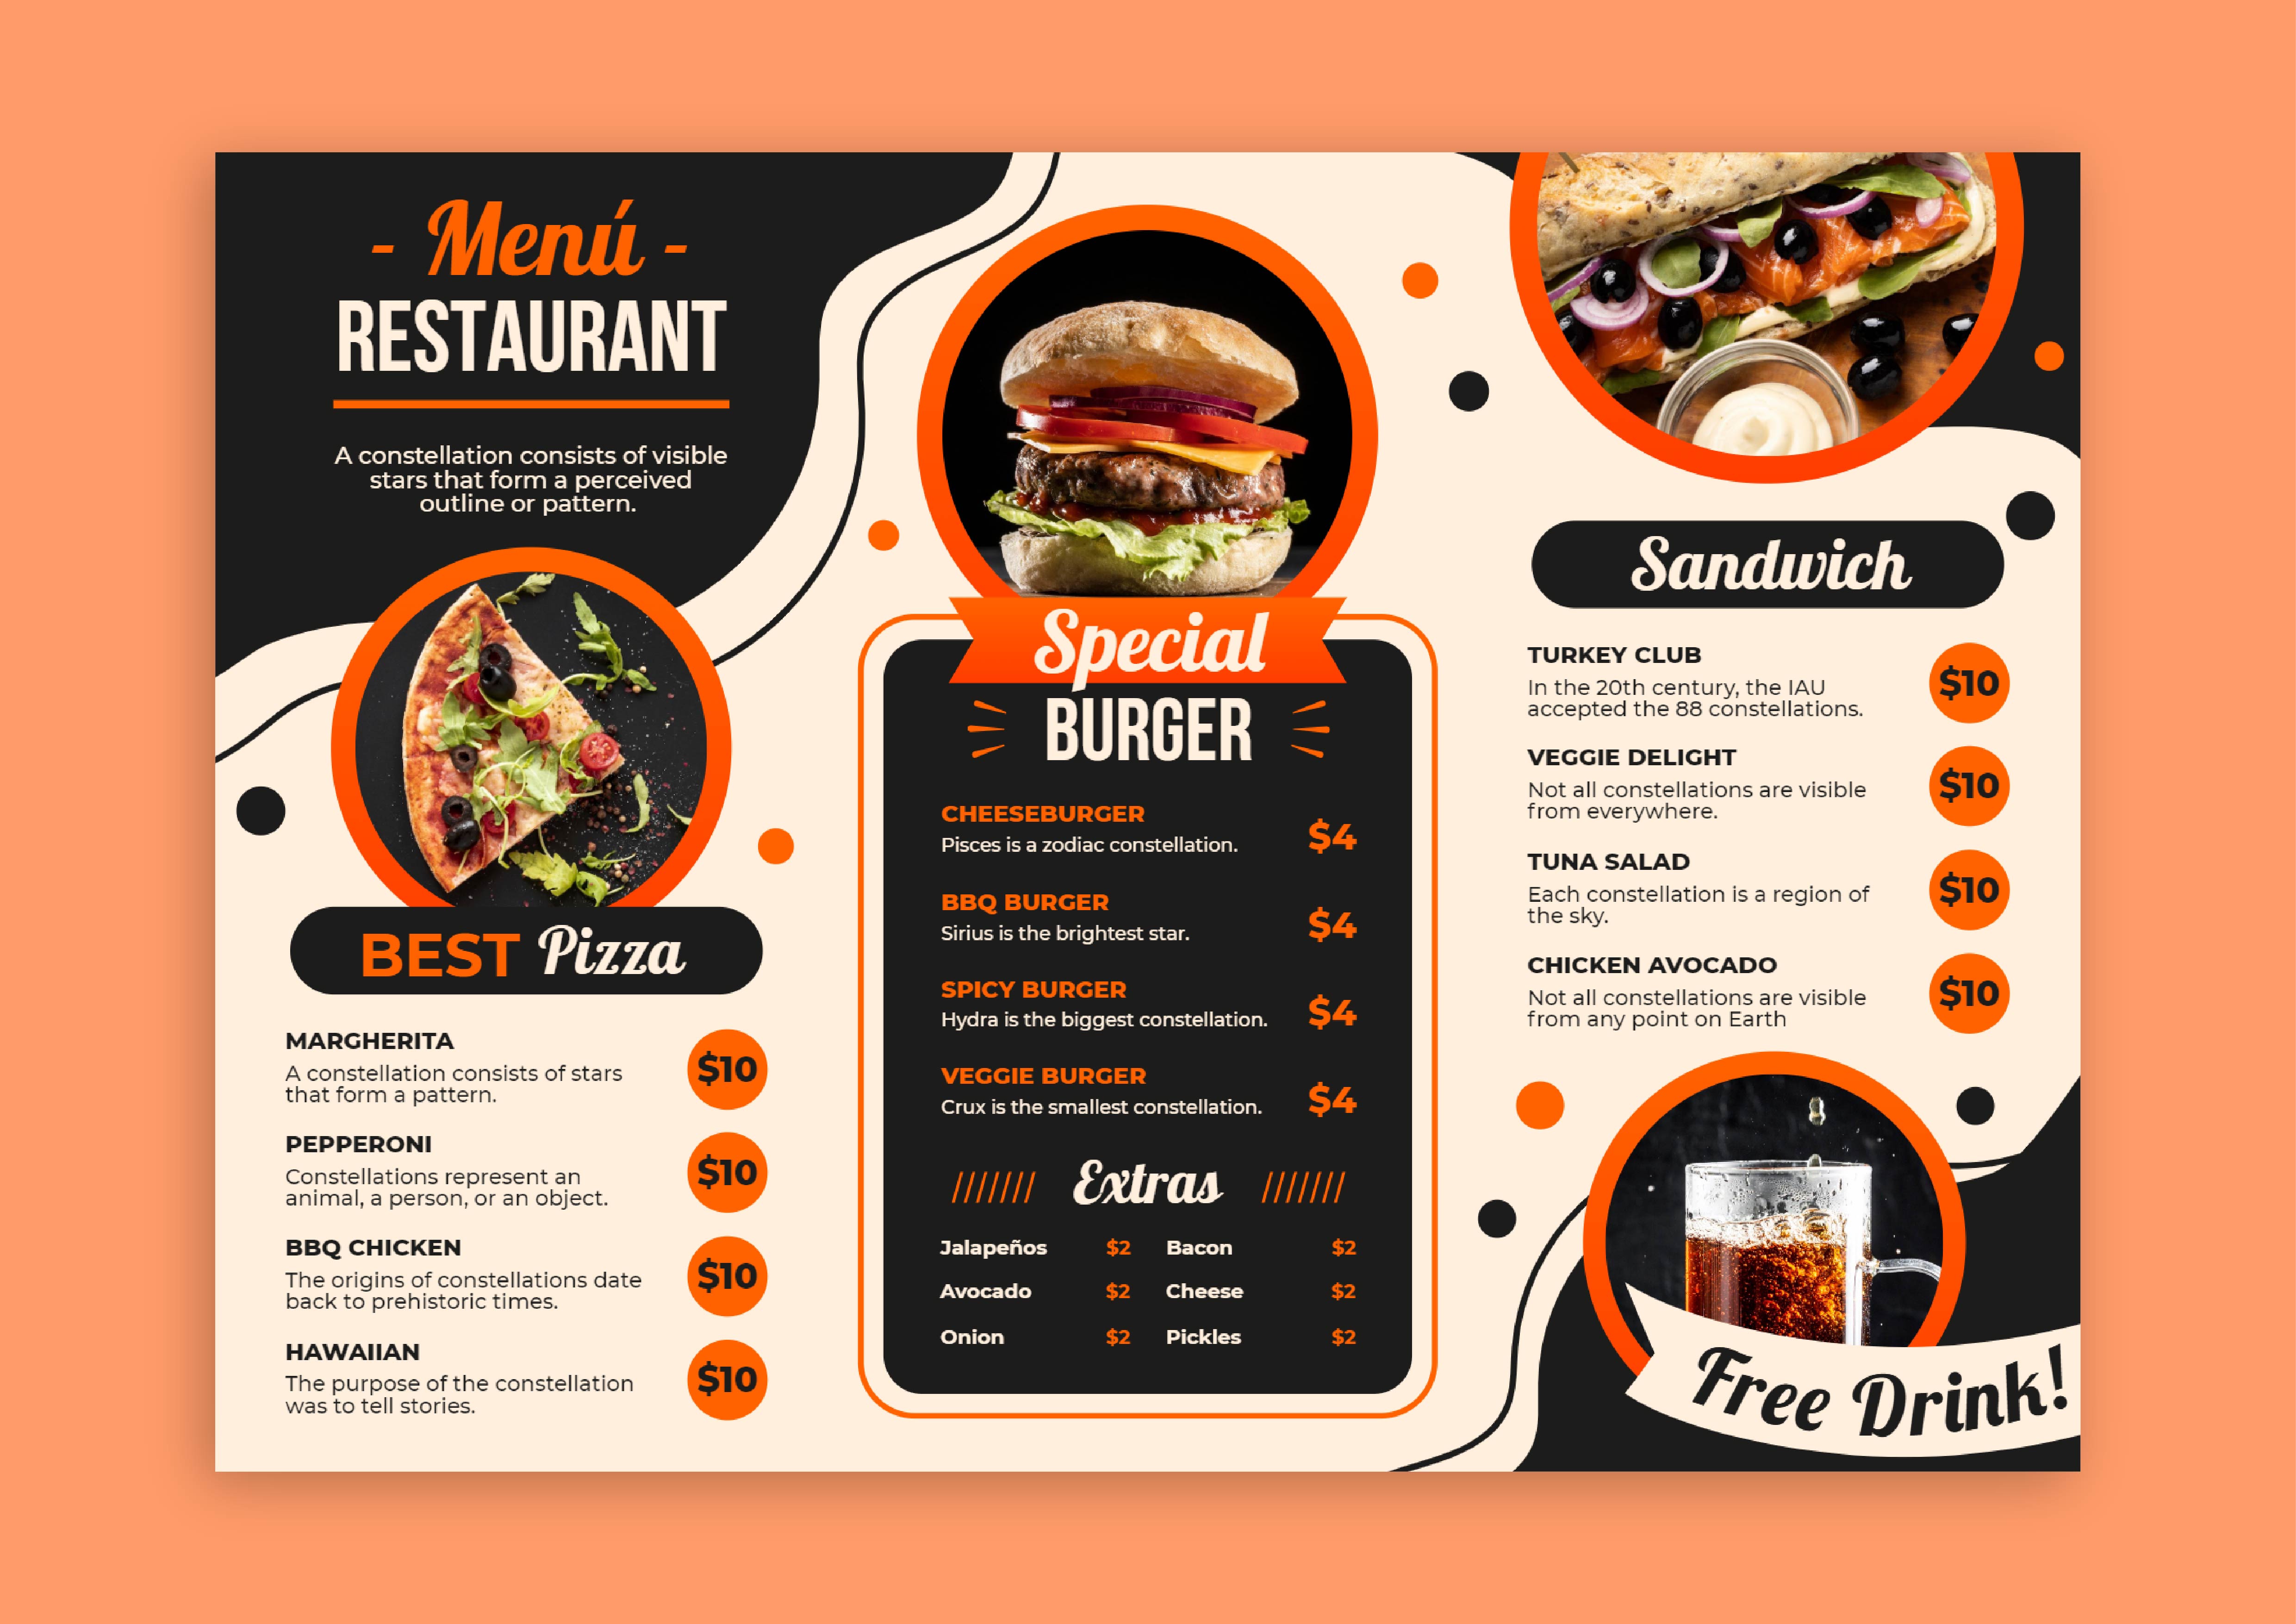 - Menú -
RESTAURANT
A constellation consists of visible
stars that form a perceived
outline or pattern.
BEST Pizza
MARGHERITA
A constellation consists of stars
that form a pattern.
$10
PEPPERONI
Constellations represent an
animal, a person, or an object.
$10
BBQ CHICKEN
The origins of constellations date
back to prehistoric times.
$10
HAWAIIAN
The purpose of the constellation
was to tell stories.
$10
Special
BURGER
CHEESEBURGER
Pisces is a zodiac constellation.
$4
BBQ BURGER
Sirius is the brightest star.
$4
SPICY BURGER
Hydra is the biggest constellation.
$4
VEGGIE BURGER
Crux is the smallest constellation.
$4
/////// Extras ///////
Jalapeños $2 Bacon $2
Avocado $2 Cheese $2
Onion $2 Pickles $2
Sandwich
TURKEY CLUB
In the 20th century, the IAU
accepted the 88 constellations.
$10
VEGGIE DELIGHT
Not all constellations are visible
from everywhere.
$10
TUNA SALAD
Each constellation is a region of
the sky.
$10
CHICKEN AVOCADO
Not all constellations are visible
from any point on Earth
$10
Free Drink!